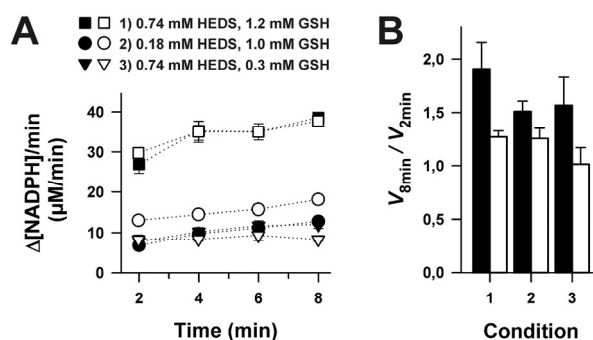 A
1) 0.74 mM HEDS, 1.2 mM GSH
2) 0.18 mM HEDS, 1.0 mM GSH
3) 0.74 mM HEDS, 0.3 mM GSH
Δ[NADPH]/min
(µM/min)
40
30
20
10
0
2 4 6 8
Time (min)
B
V8min / V2min
2,0
1,5
1,0
0,5
0,0
1 2 3
Condition